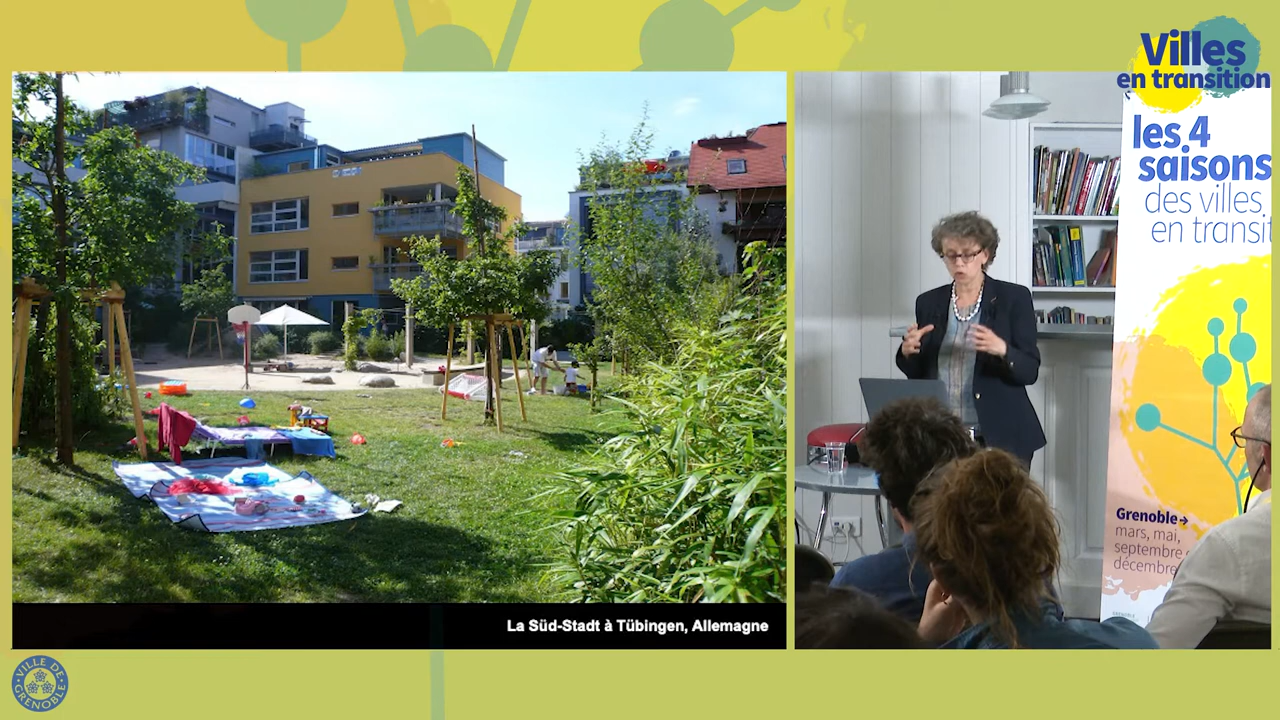 Villes
en transition
les 4
saisons
des villes
en transit
Grenoble→
mars, mai,
septembre
décembre
La Süd-Stadt à Tübingen, Allemagne
VILLE DE
GRENOBLE